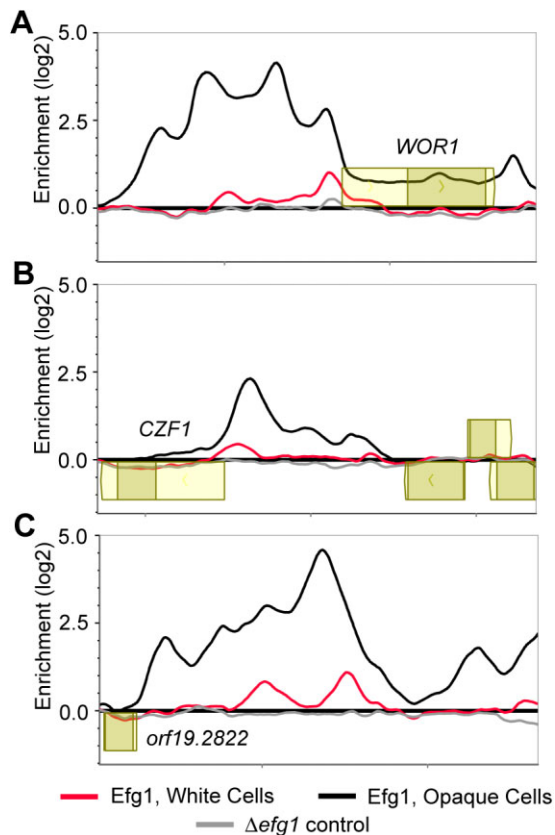 A
5.0
Enrichment (log2)
2.5
0.0
WOR1
B
5.0
Enrichment (log2)
2.5
0.0
CZF1
C
5.0
Enrichment (log2)
2.5
0.0
orf19.2822
Efg1, White Cells
Efg1, Opaque Cells
Δefg1 control